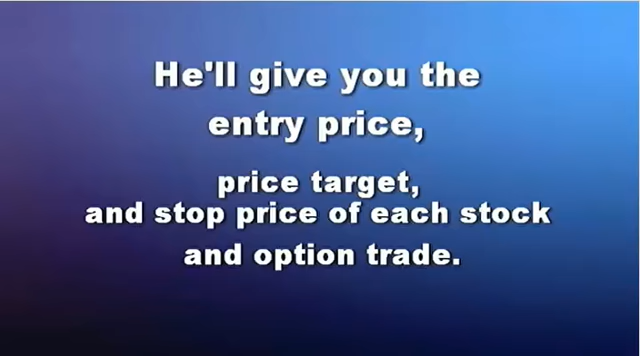 He'll give you the
entry price,
price target,
and stop price of each stock
and option trade.